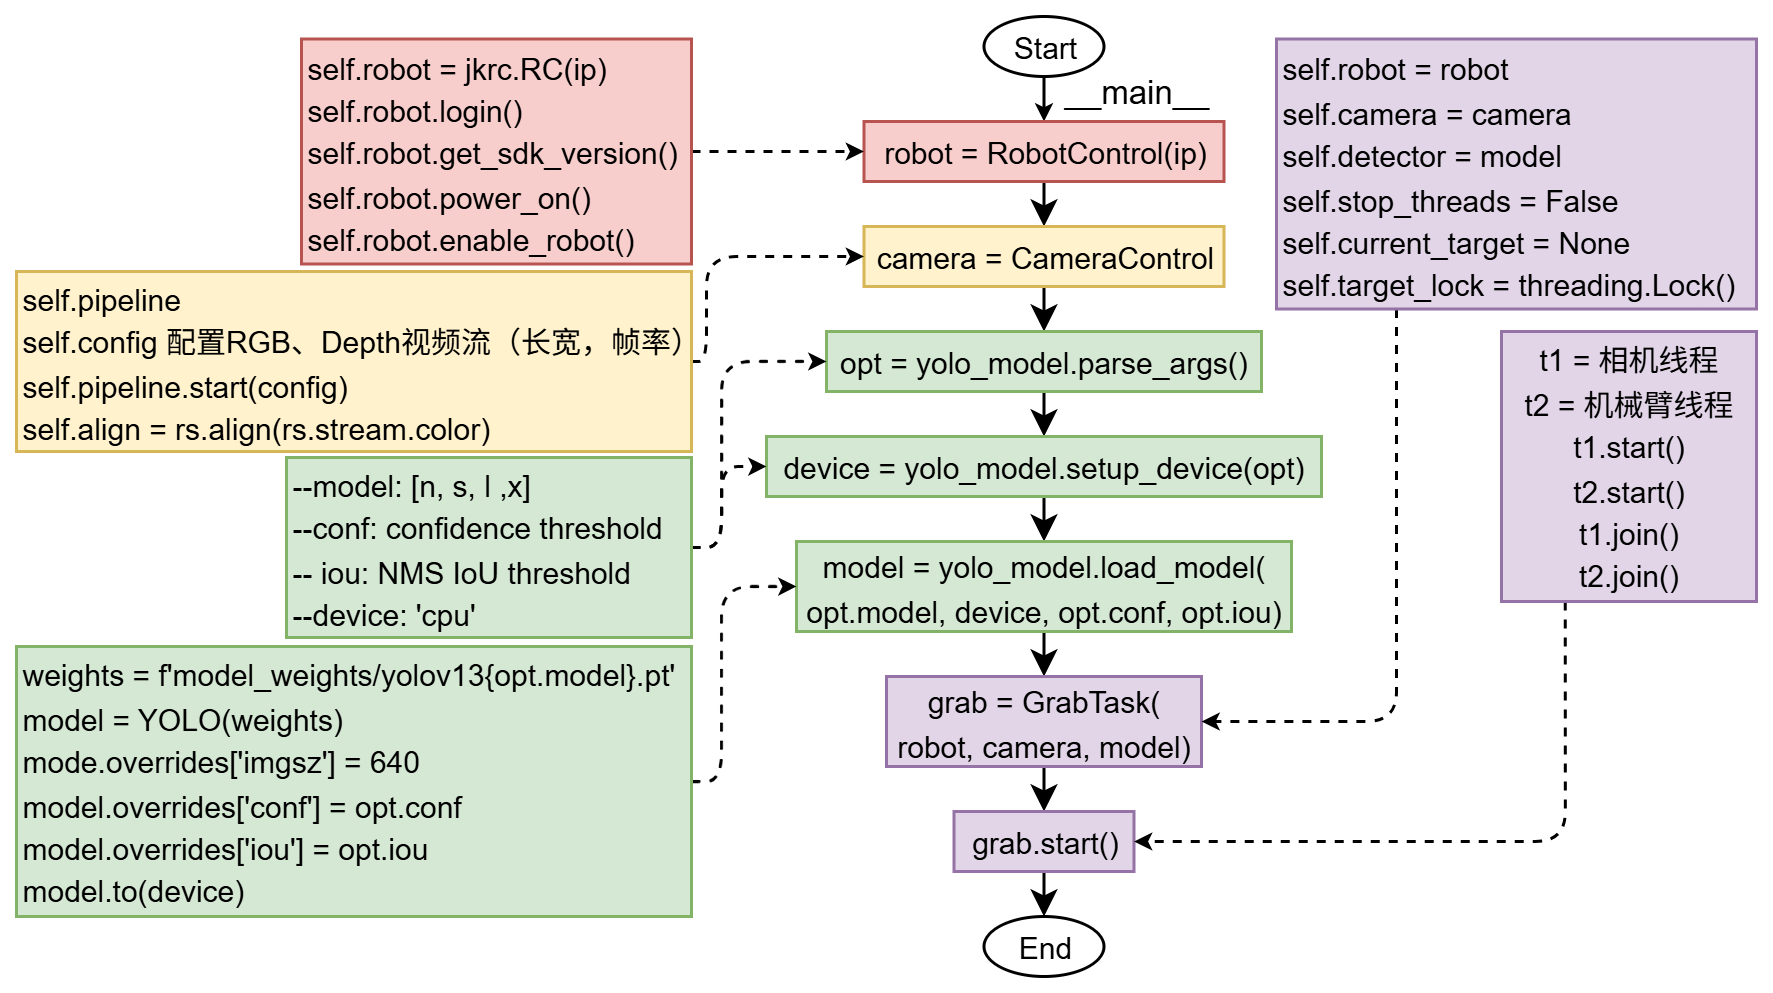 Start
__main__
self.robot = jkrc.RC(ip)
self.robot.login()
self.robot.get_sdk_version()
self.robot.power_on()
self.robot.enable_robot()
robot = RobotControl(ip)
self.robot = robot
self.camera = camera
self.detector = model
self.stop_threads = False
self.current_target = None
self.target_lock = threading.Lock()
camera = CameraControl
self.pipeline
self.config 配置RGB、Depth视频流（长宽，帧率）
self.pipeline.start(config)
self.align = rs.align(rs.stream.color)
opt = yolo_model.parse_args()
t1 = 相机线程
t2 = 机械臂线程
t1.start()
t2.start()
t1.join()
t2.join()
device = yolo_model.setup_device(opt)
--model: [n, s, l ,x]
--conf: confidence threshold
-- iou: NMS IoU threshold
--device: 'cpu'
model = yolo_model.load_model(
opt.model, device, opt.conf, opt.iou)
weights = f'model_weights/yolov13{opt.model}.pt'
model = YOLO(weights)
mode.overrides['imgsz'] = 640
model.overrides['conf'] = opt.conf
model.overrides['iou'] = opt.iou
model.to(device)
grab = GrabTask(
robot, camera, model)
grab.start()
End